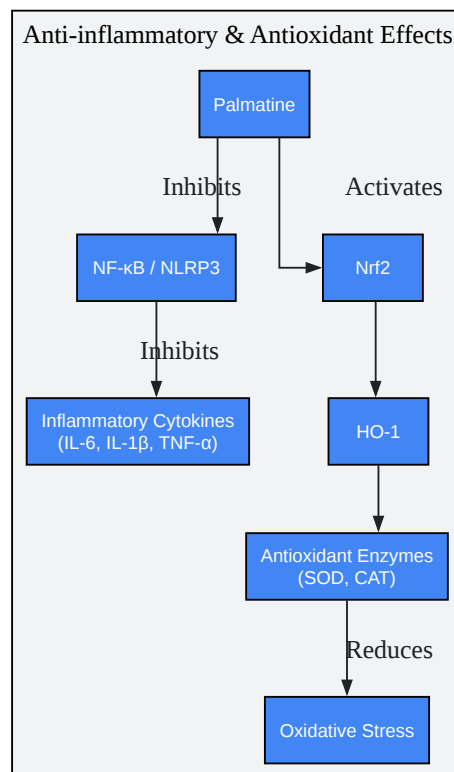 Anti-inflammatory & Antioxidant Effects
Palmatine
Inhibits
Activates
NF-κB / NLRP3
Nrf2
Inhibits
Inflammatory Cytokines
(IL-6, IL-1β, TNF-α)
HO-1
Antioxidant Enzymes
(SOD, CAT)
Reduces
Oxidative Stress